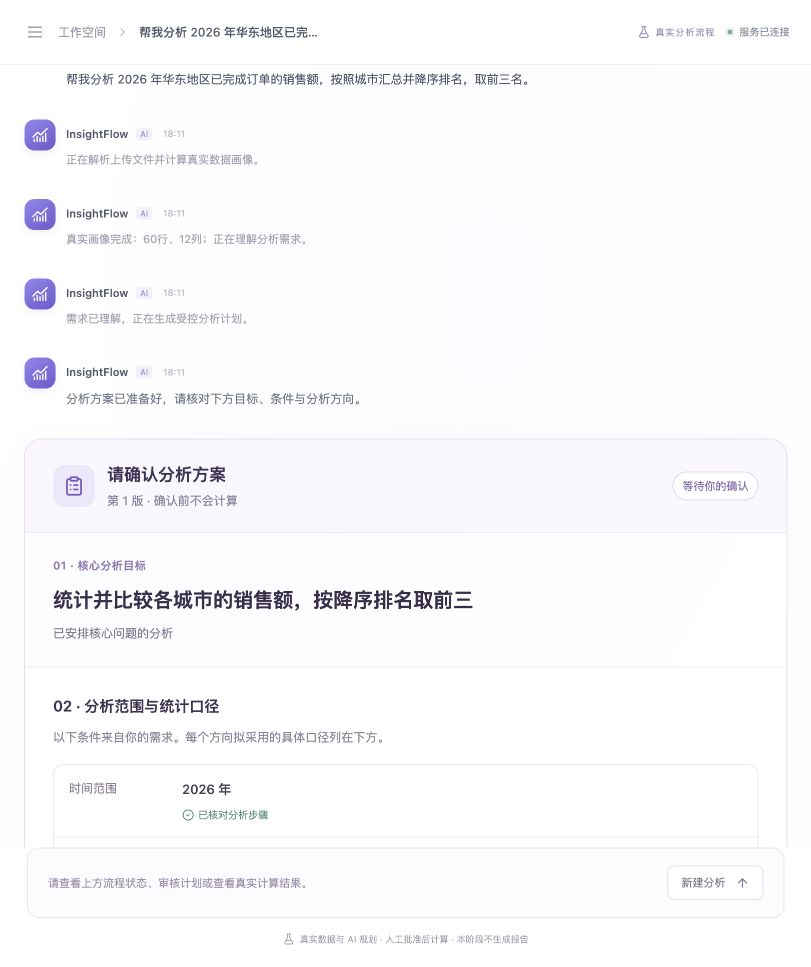 工作空间 > 帮我分析 2026 年华东地区已完... 真实分析流程 服务已连接
帮我分析 2026 年华东地区已完成订单的销售额，按照城市汇总并降序排名，取前三名。
InsightFlow AI 18:11
正在解析上传文件并计算真实数据画像。
InsightFlow AI 18:11
真实画像完成：60行、12列；正在理解分析需求。
InsightFlow AI 18:11
需求已理解，正在生成受控分析计划。
InsightFlow AI 18:11
分析方案已准备好，请核对下方目标、条件与分析方向。
请确认分析方案
第 1 版 · 确认前不会计算
等待你的确认
01 · 核心分析目标
统计并比较各城市的销售额，按降序排名取前三
已安排核心问题的分析
02 · 分析范围与统计口径
以下条件来自你的需求。每个方向拟采用的具体口径列在下方。
时间范围 2026 年
已核对分析步骤
请查看上方流程状态、审核计划或查看真实计算结果。 新建分析
真实数据与 AI 规划 · 人工批准后计算 · 本阶段不生成报告